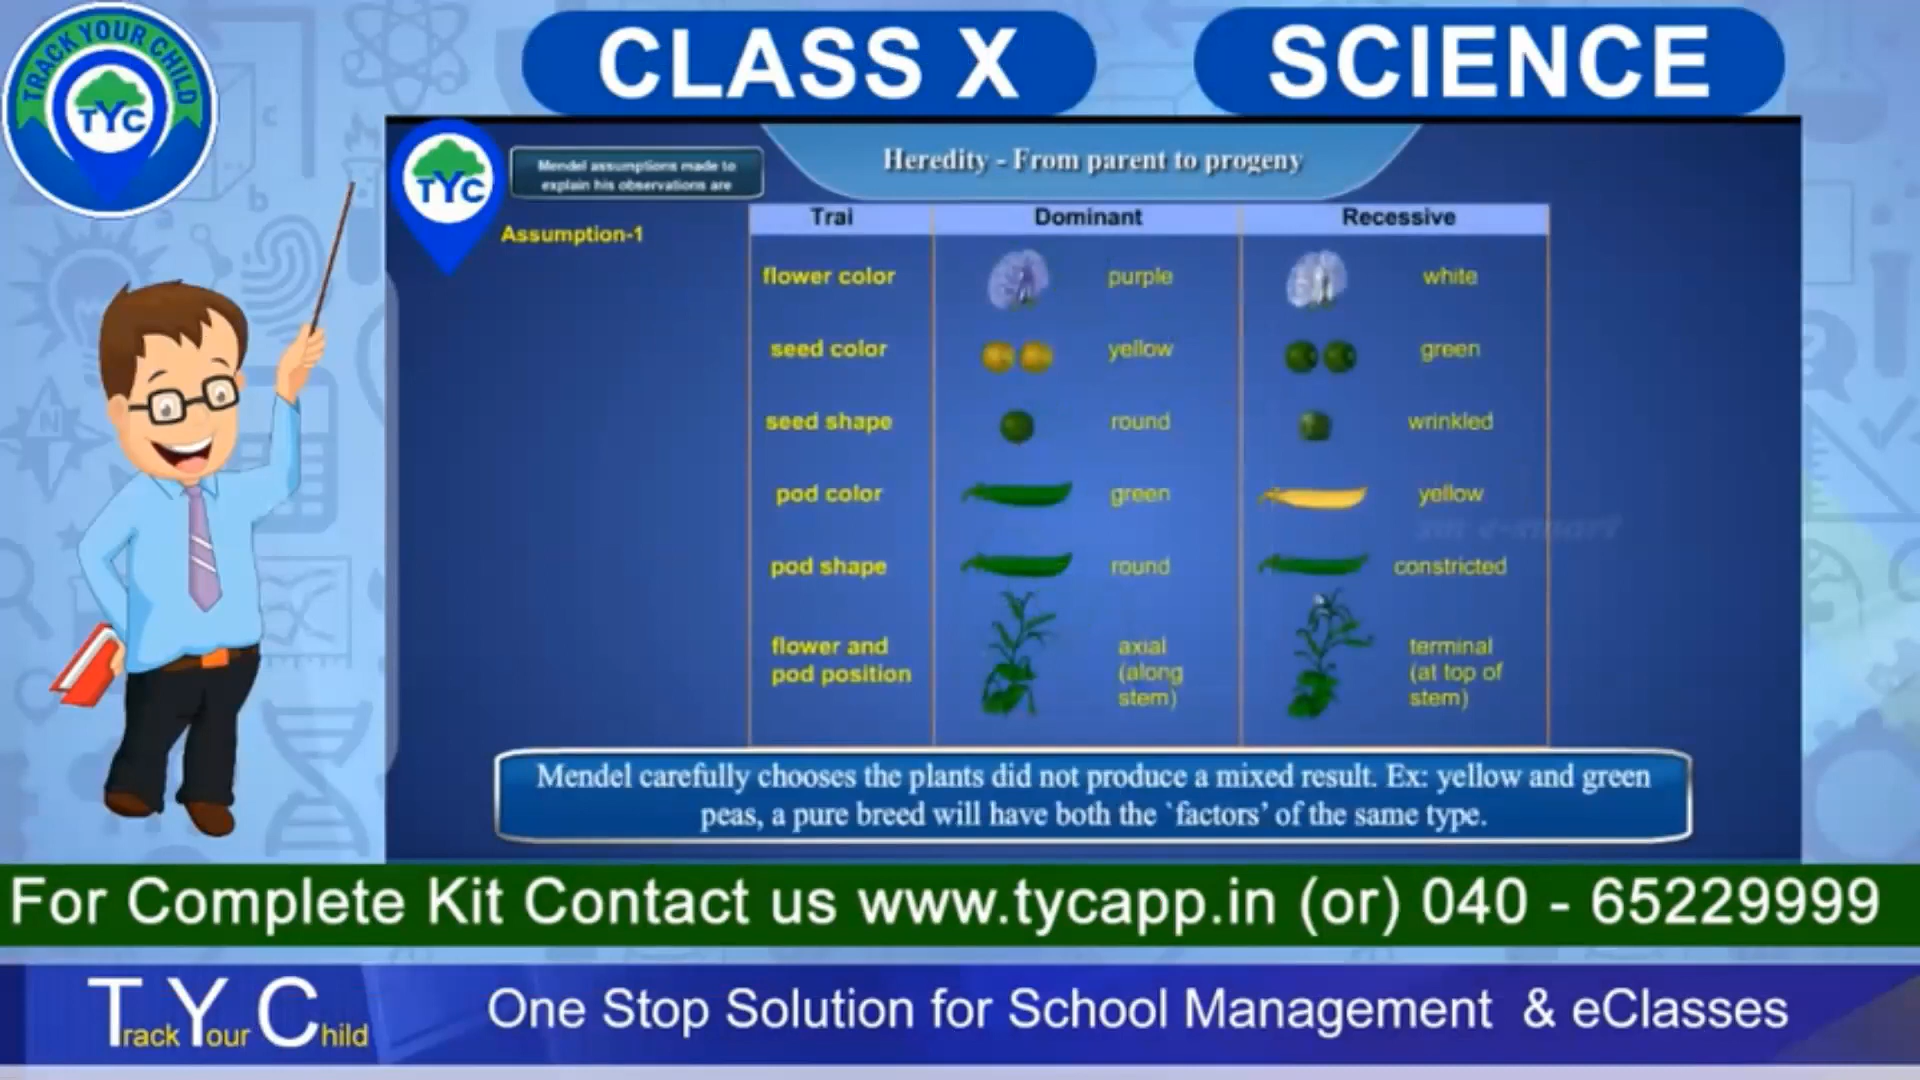 TRACK YOUR CHILD
TYC
CLASS X
SCIENCE
TYC
Mendel assumptions made to
explain his observations are
Heredity - From parent to progeny
Assumption-1
Trai Dominant Recessive
flower color purple white
seed color yellow green
seed shape round wrinkled
pod color green yellow
pod shape round constricted
flower and
pod position
axial
(along
stem)
terminal
(at top of
stem)
Mendel carefully chooses the plants did not produce a mixed result. Ex: yellow and green
peas, a pure breed will have both the `factors' of the same type.
For Complete Kit Contact us www.tycapp.in (or) 040 - 65229999
Track Your Child
One Stop Solution for School Management & eClasses